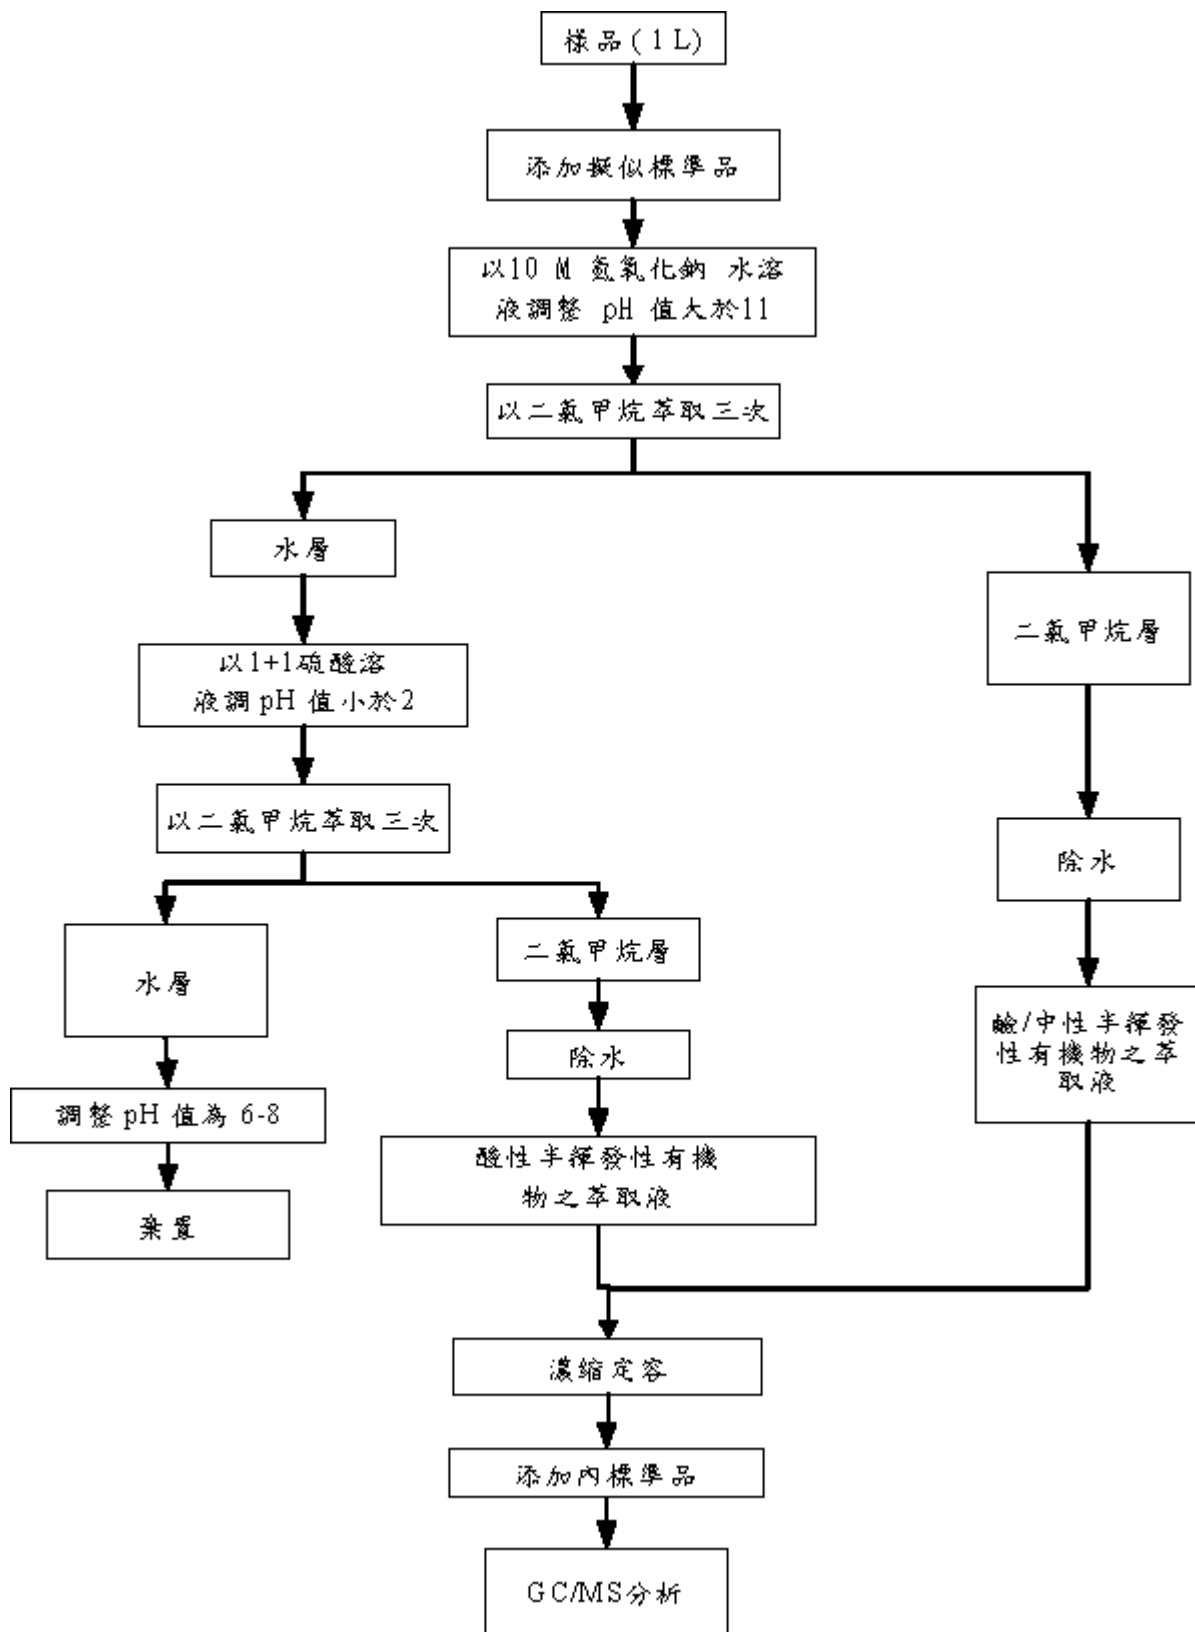 樣品(1 L)
添加擬似標準品
以10 M 氫氧化鈉 水溶
液調整 pH 值大於11
以二氯甲烷萃取三次
水層
二氯甲烷層
以1+1硫酸溶
液調pH值小於2
以二氯甲烷萃取三次
除水
水層
二氯甲烷層
鹼/中性半揮發
性有機物之萃
取液
除水
調整pH值為 6-8
酸性半揮發性有機
物之萃取液
棄置
濃缩定容
添加內標準品
GC/MS分析